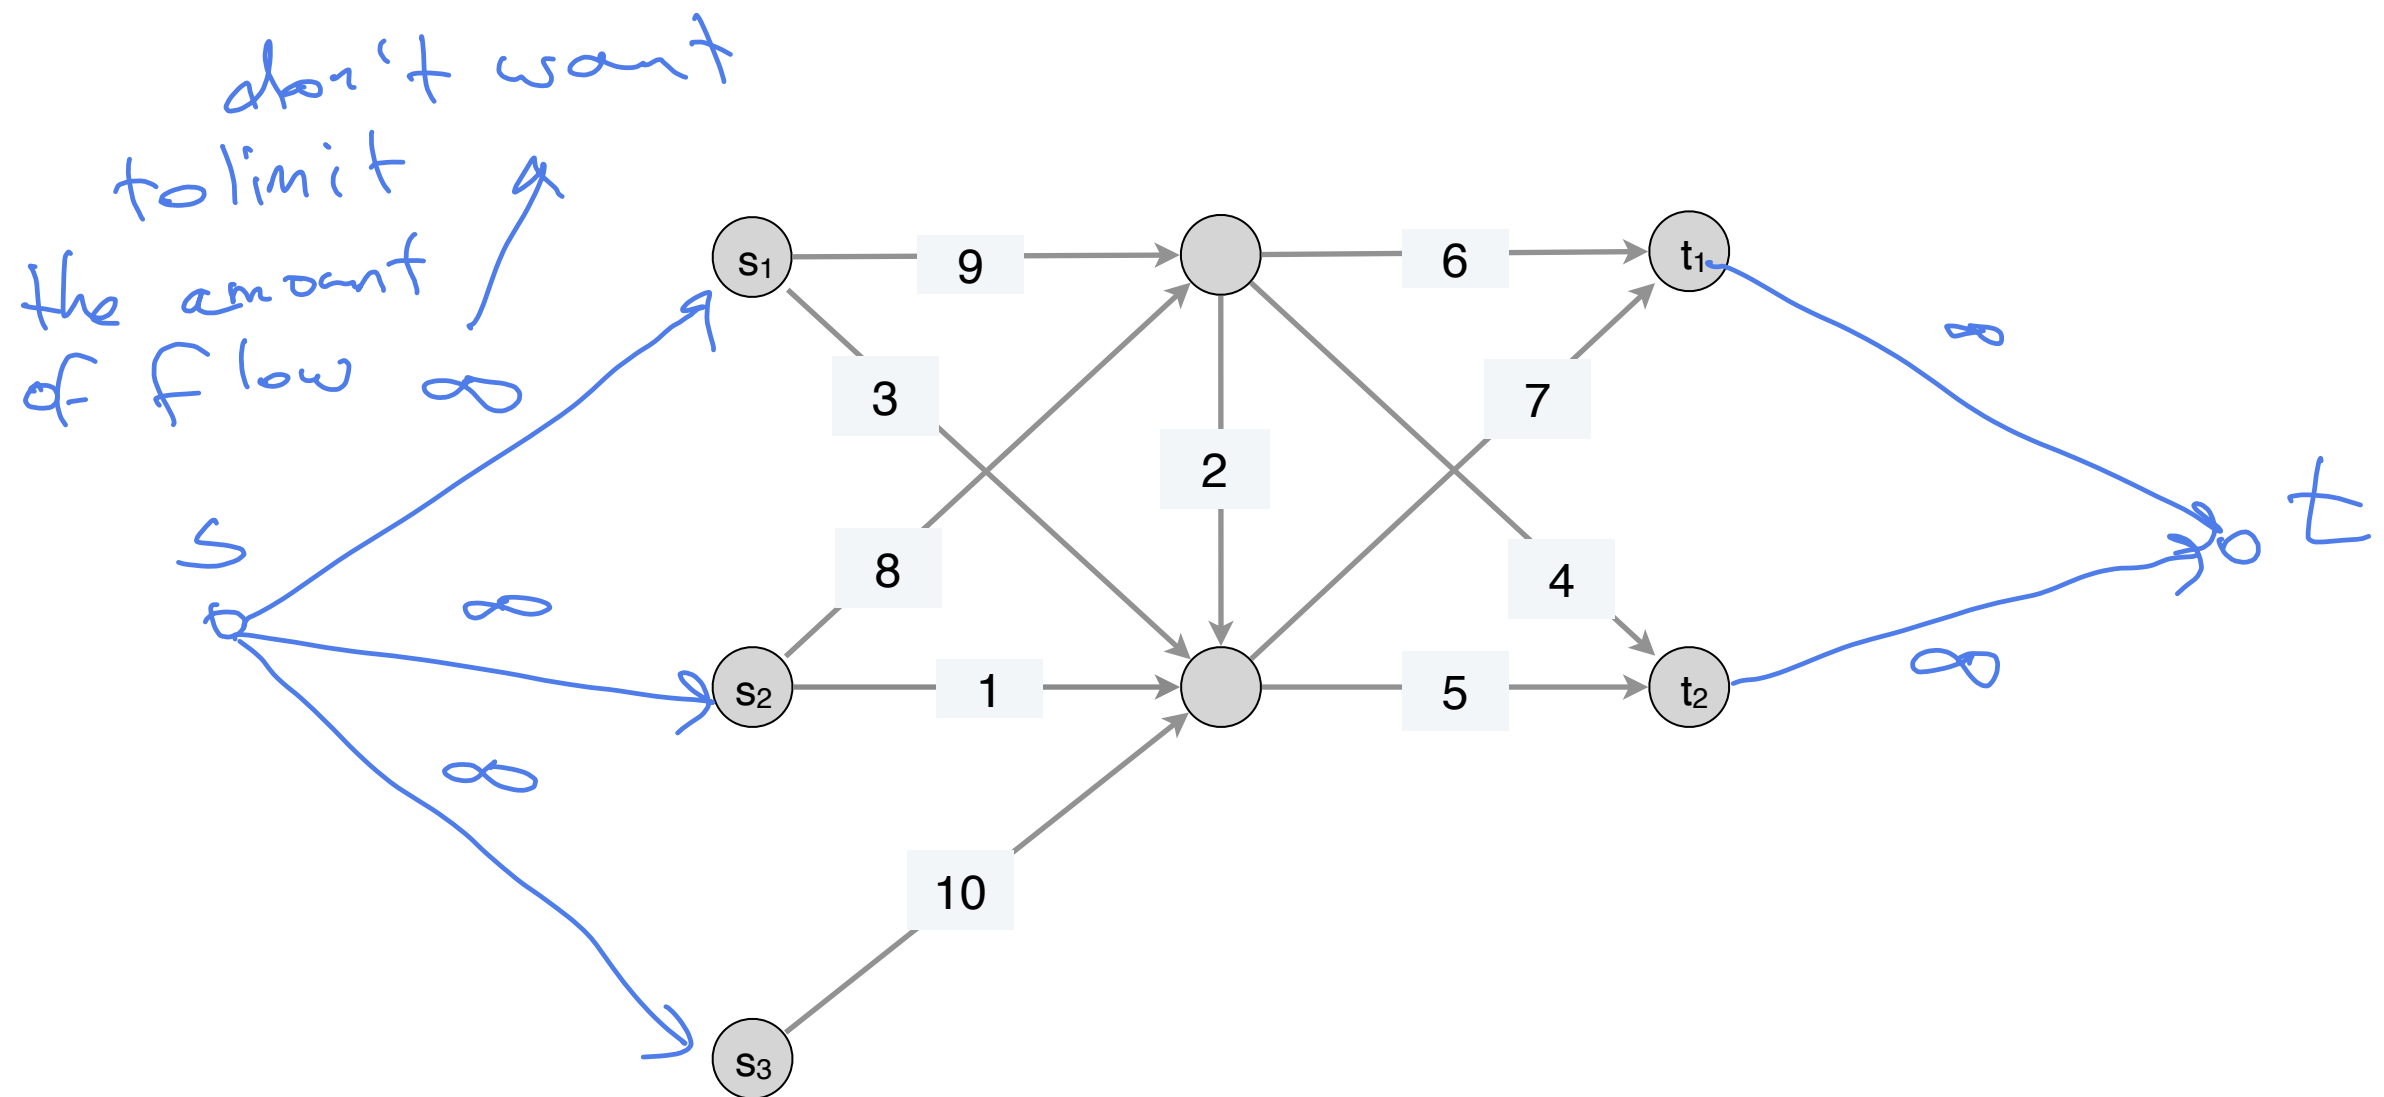 don't want
to limit
the amount
of flow
∞
s₁
9
6
t₁
∞
3
7
2
t
s
8
4
∞
s₂
1
5
t₂
∞
∞
10
s₃